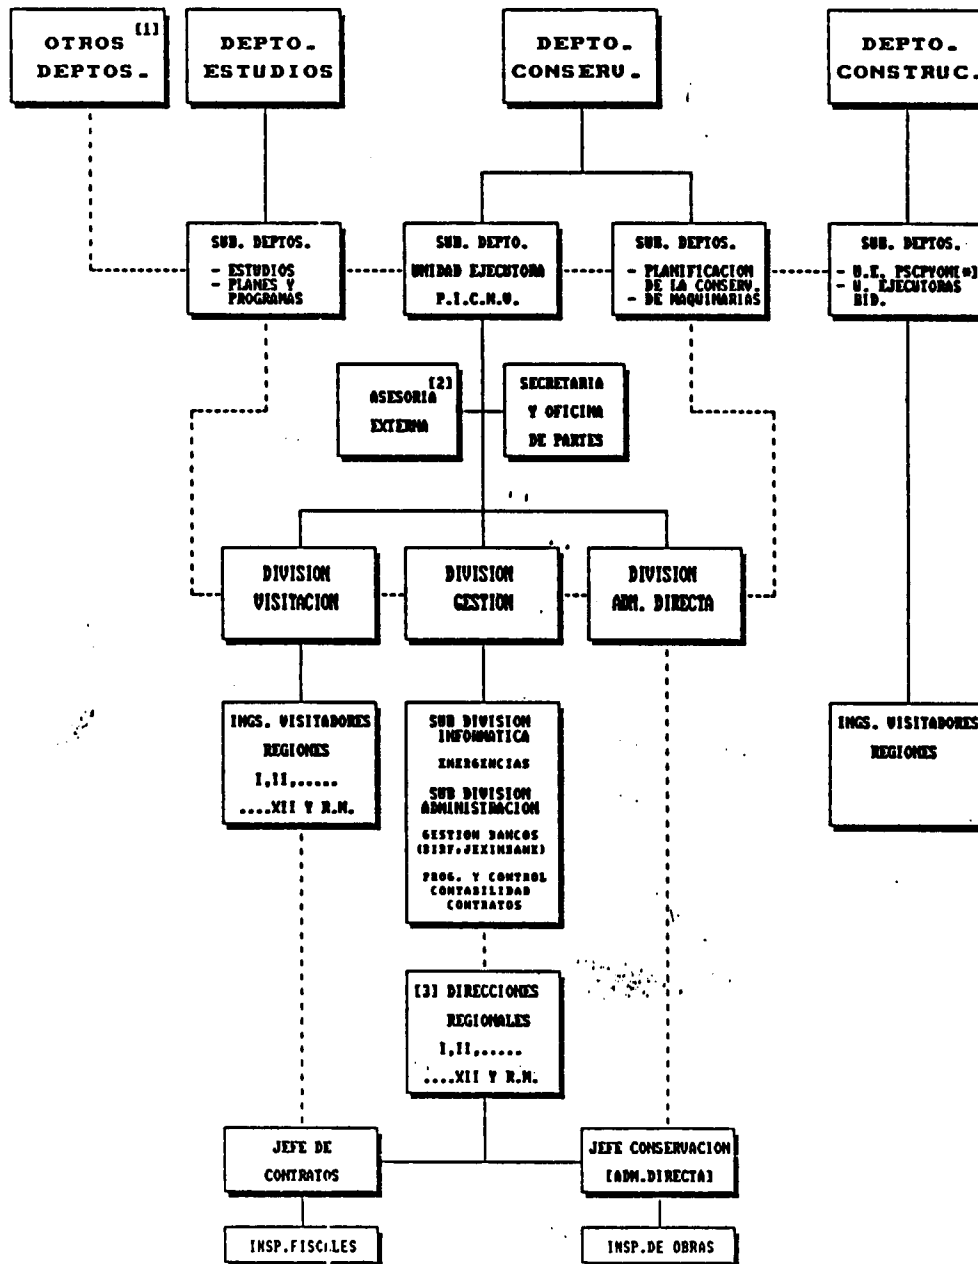 OTROS [1]
DEPTOS.
DEPTO.
ESTUDIOS
DEPTO.
CONSERV.
DEPTO.
CONSTRUC.
SUB. DEPTOS.
- ESTUDIOS
- PLANES Y
PROGRAMAS
SUB. DEPTO.
UNIDAD EJECUTORA
P.I.C.N.V.
SUB. DEPTOS.
- PLANIFICACION
DE LA CONSERV.
- DE MAQUINARIAS
SUB. DEPTOS.
- U.E. PSCPYOM[*]
- U. EJECUTORAS
BID.
[2]
ASESORIA
EXTERNA
SECRETARIA
Y OFICINA
DE PARTES
DIVISION
VISITACION
DIVISION
GESTION
DIVISION
ADM. DIRECTA
INGS. VISITADORES
REGIONES
I,II,.....
....XII Y R.M.
SUB DIVISION
INFORMATICA
EMERGENCIAS
SUB DIVISION
ADMINISTRACION
GESTION BANCOS
(BIRF.JEXIMBANK)
PROG. Y CONTROL
CONTABILIDAD
CONTRATOS
INGS. VISITADORES
REGIONES
[3] DIRECCIONES
REGIONALES
I,II,.....
....XII Y R.M.
JEFE DE
CONTRATOS
JEFE CONSERVACION
[ADM.DIRECTA]
INSP.FISCALES
INSP.DE OBRAS